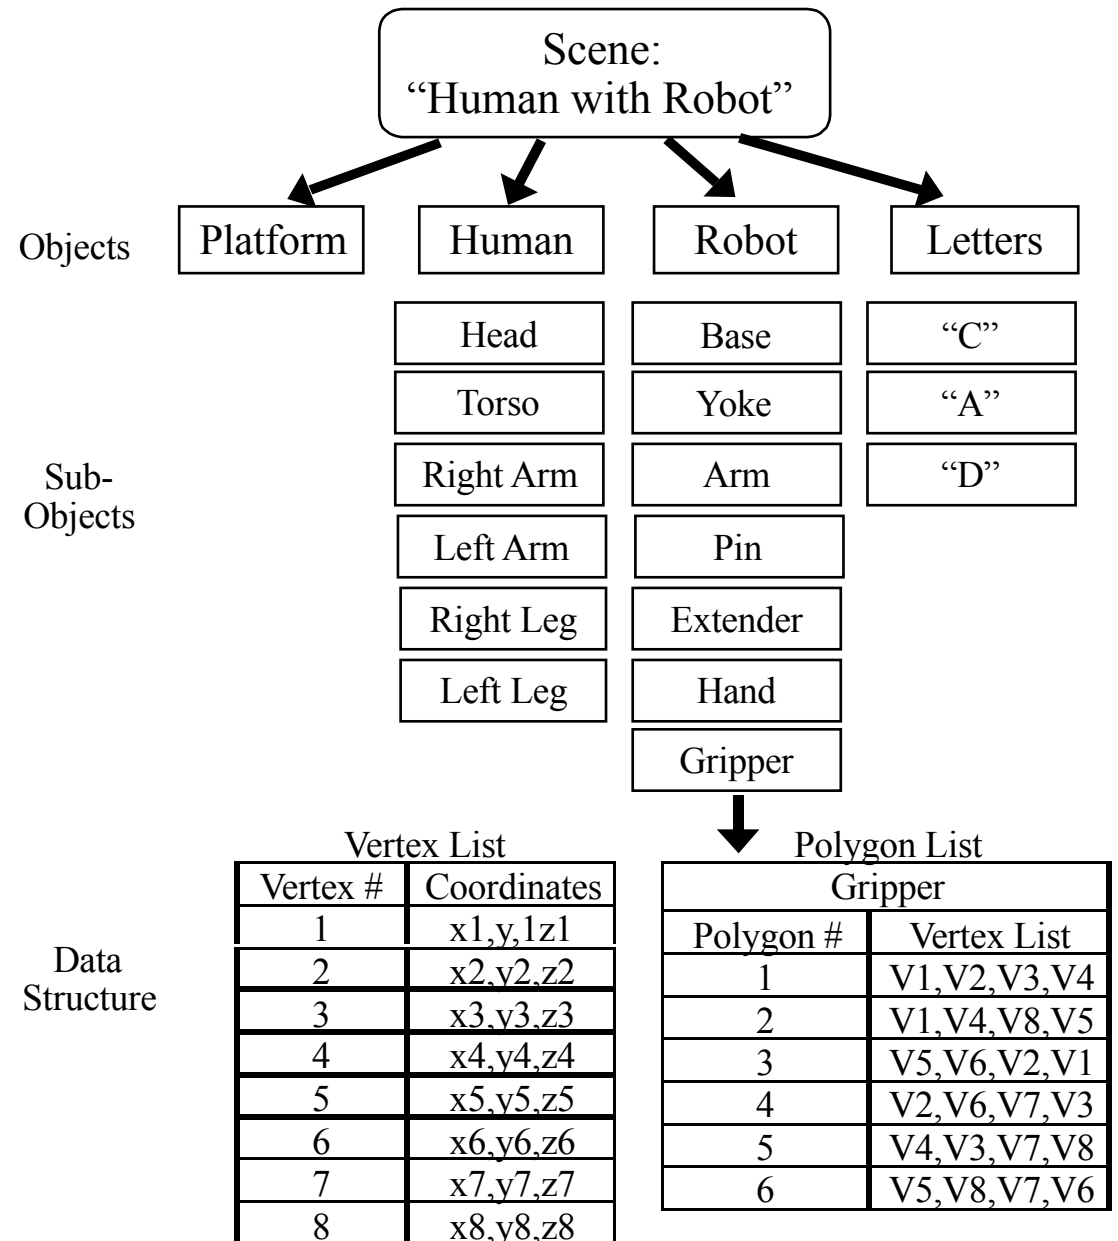 Scene:
“Human with Robot”
Objects
Platform
Human
Robot
Letters
Sub-
Objects
Head
Base
“C”
Torso
Yoke
“A”
Right Arm
Arm
“D”
Left Arm
Pin
Right Leg
Extender
Left Leg
Hand
Gripper
Data
Structure
Vertex List
Vertex # Coordinates
1 x1,y,1z1
2 x2,y2,z2
3 x3,y3,z3
4 x4,y4,z4
5 x5,y5,z5
6 x6,y6,z6
7 x7,y7,z7
8 x8,y8,z8
Polygon List
Gripper
Polygon # Vertex List
1 V1,V2,V3,V4
2 V1,V4,V8,V5
3 V5,V6,V2,V1
4 V2,V6,V7,V3
5 V4,V3,V7,V8
6 V5,V8,V7,V6